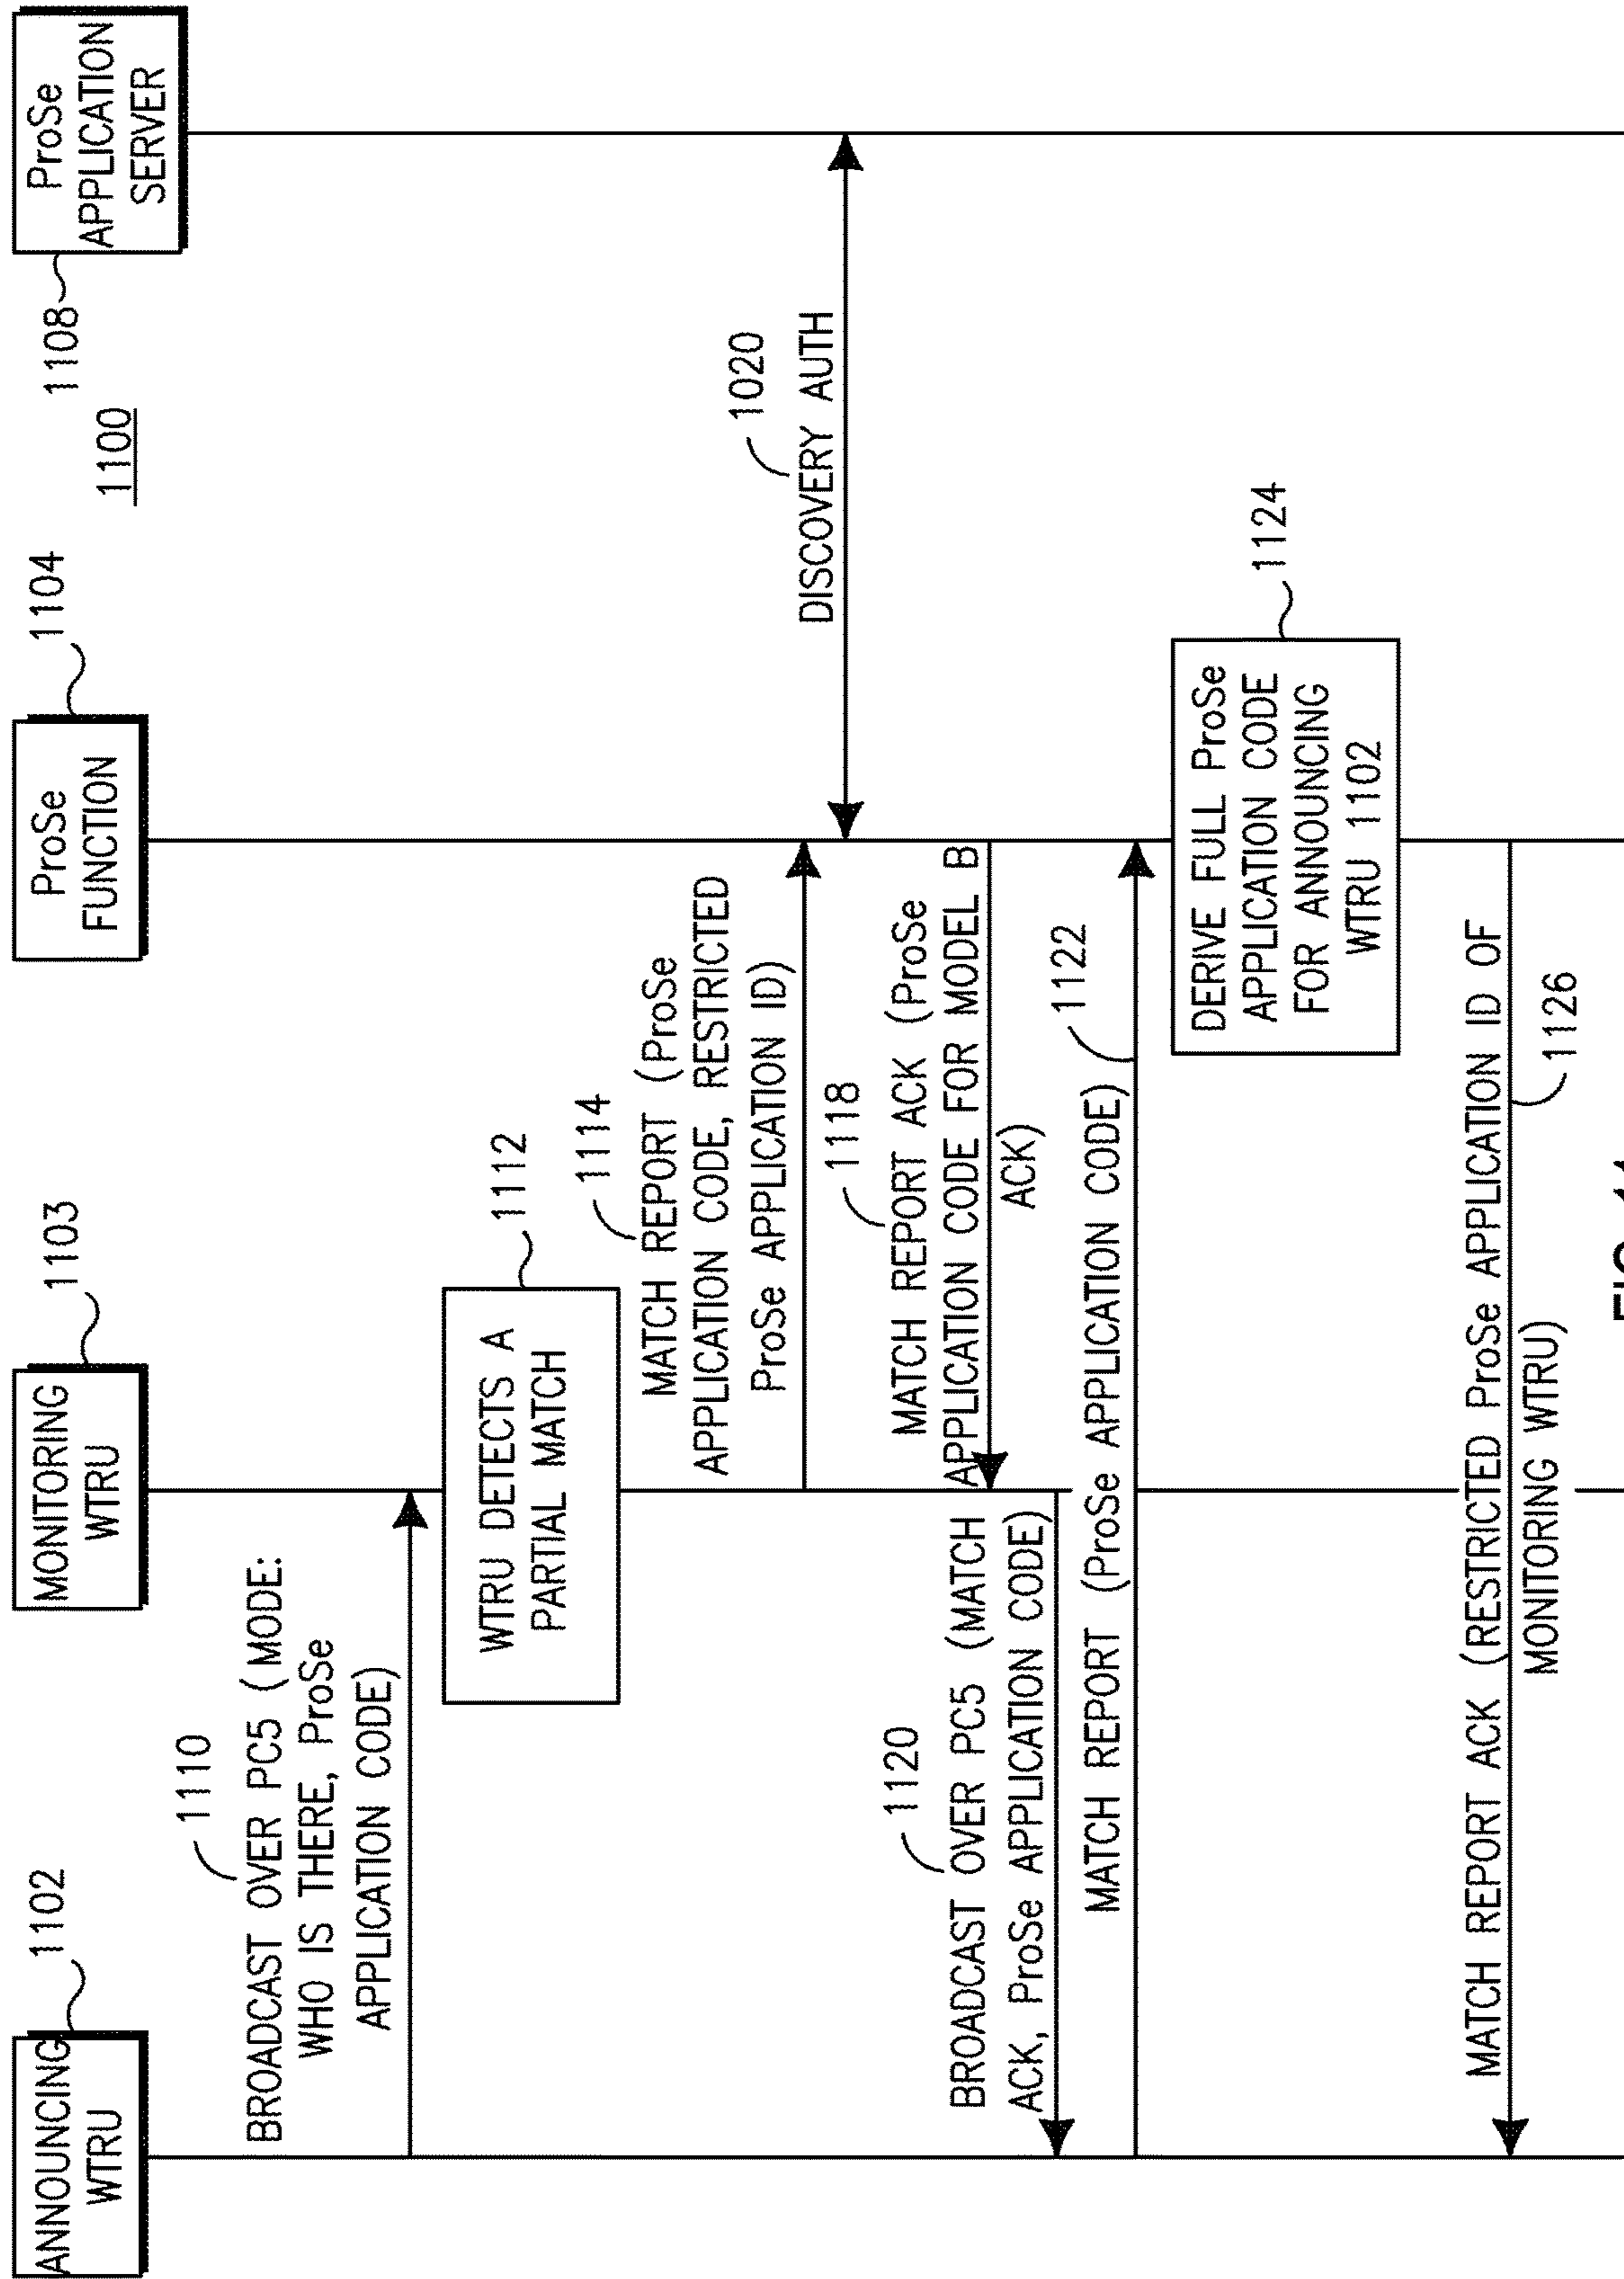 ANNOUNCING
WTRU
1102
MONITORING
WTRU
1103
ProSe
FUNCTION
1104
ProSe
APPLICATION
SERVER
1108
1100
1110
BROADCAST OVER PC5 (MODE:
WHO IS THERE, ProSe
APPLICATION CODE)
WTRU DETECTS A
PARTIAL MATCH
1112
1114
MATCH REPORT (ProSe
APPLICATION CODE, RESTRICTED
ProSe APPLICATION ID)
1020
DISCOVERY AUTH
1118
MATCH REPORT ACK (ProSe
APPLICATION CODE FOR MODEL B
ACK)
1120
BROADCAST OVER PC5 (MATCH
ACK, ProSe APPLICATION CODE)
MATCH REPORT (ProSe APPLICATION CODE)
1122
DERIVE FULL ProSe
APPLICATION CODE
FOR ANNOUNCING
WTRU 1102
1124
MATCH REPORT ACK (RESTRICTED ProSe APPLICATION ID OF
MONITORING WTRU)
1126